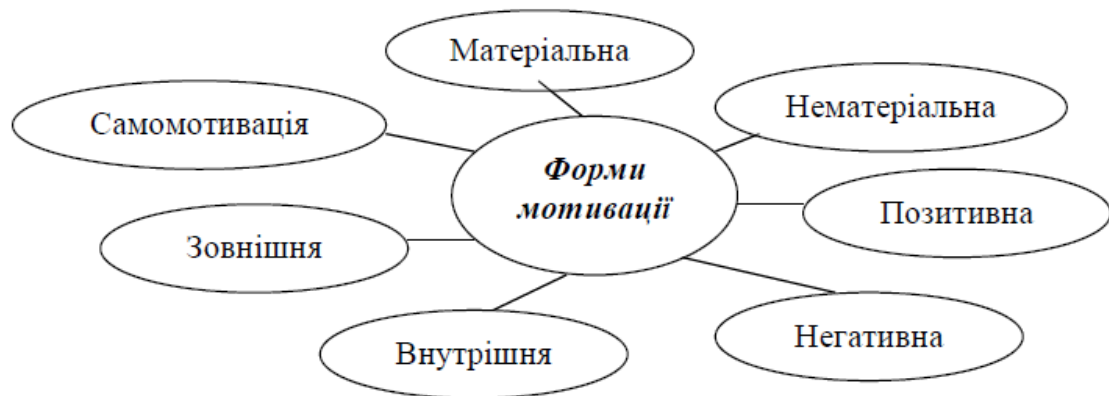 Матеріальна
Нематеріальна
Самомотивація
Форми
мотивації
Позитивна
Зовнішня
Негативна
Внутрішня